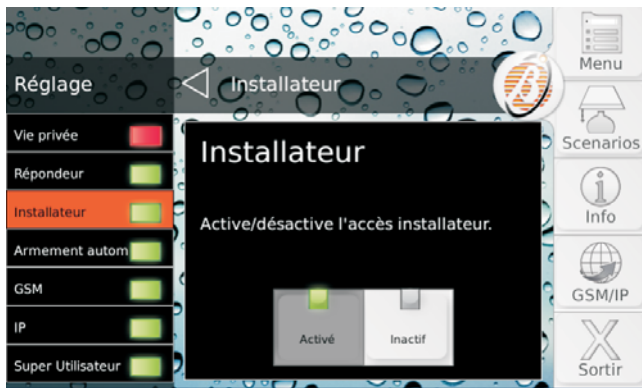 Réglage
Installateur
Vie privée
Répondeur
Installateur
Armement autom
GSM
IP
Super Utilisateur
Installateur
Active/désactive l'accès installateur.
Activé
Inactif
Menu
Scenarios
Info
GSM/IP
Sortir